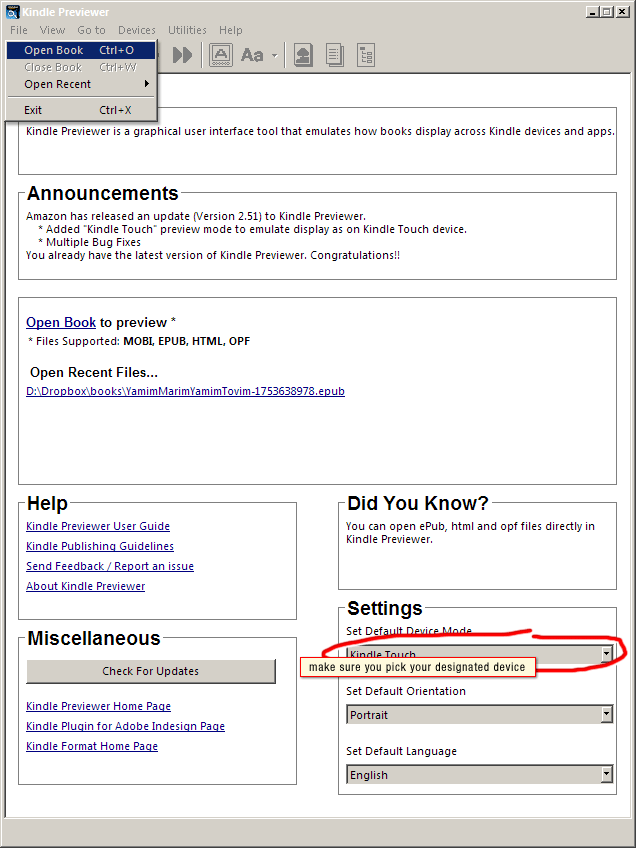 Kindle Previewer
File View Go to Devices Utilities Help
Open Book Ctrl+O
Close Book Ctrl+W
Open Recent
Exit Ctrl+X
A Aa
Kindle Previewer is a graphical user interface tool that emulates how books display across Kindle devices and apps.
Announcements
Amazon has released an update (Version 2.51) to Kindle Previewer.
* Added "Kindle Touch" preview mode to emulate display as on Kindle Touch device.
* Multiple Bug Fixes
You already have the latest version of Kindle Previewer. Congratulations!!
Open Book to preview *
* Files Supported: MOBI, EPUB, HTML, OPF
Open Recent Files...
D:\Dropbox\books\YamimMarimYamimTovim-1753638978.epub
Help
Kindle Previewer User Guide
Kindle Publishing Guidelines
Send Feedback / Report an issue
About Kindle Previewer
Did You Know?
You can open ePub, html and opf files directly in
Kindle Previewer.
Miscellaneous
Check For Updates
Kindle Previewer Home Page
Kindle Plugin for Adobe Indesign Page
Kindle Format Home Page
Settings
Set Default Device Mode
Kindle Touch
make sure you pick your designated device
Set Default Orientation
Portrait
Set Default Language
English